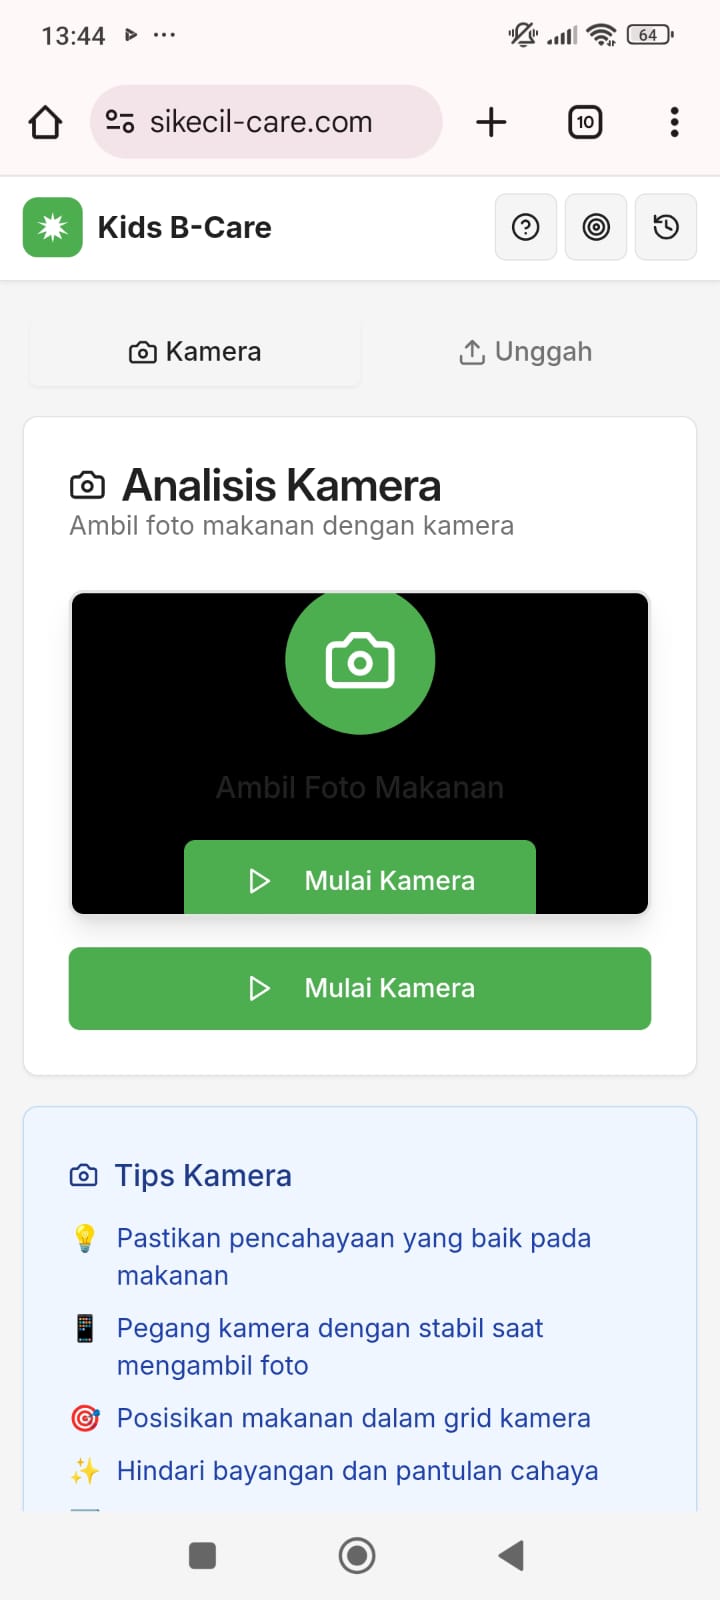 13:44
64
sikecil-care.com
10
Kids B-Care
Kamera
Unggah
Analisis Kamera
Ambil foto makanan dengan kamera
Ambil Foto Makanan
Mulai Kamera
Mulai Kamera
Tips Kamera
Pastikan pencahayaan yang baik pada
makanan
Pegang kamera dengan stabil saat
mengambil foto
Posisikan makanan dalam grid kamera
Hindari bayangan dan pantulan cahaya